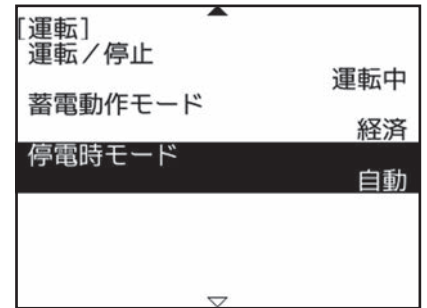 [運転]
運転／停止
運転中
蓄電動作モード
経済
停電時モード
自動